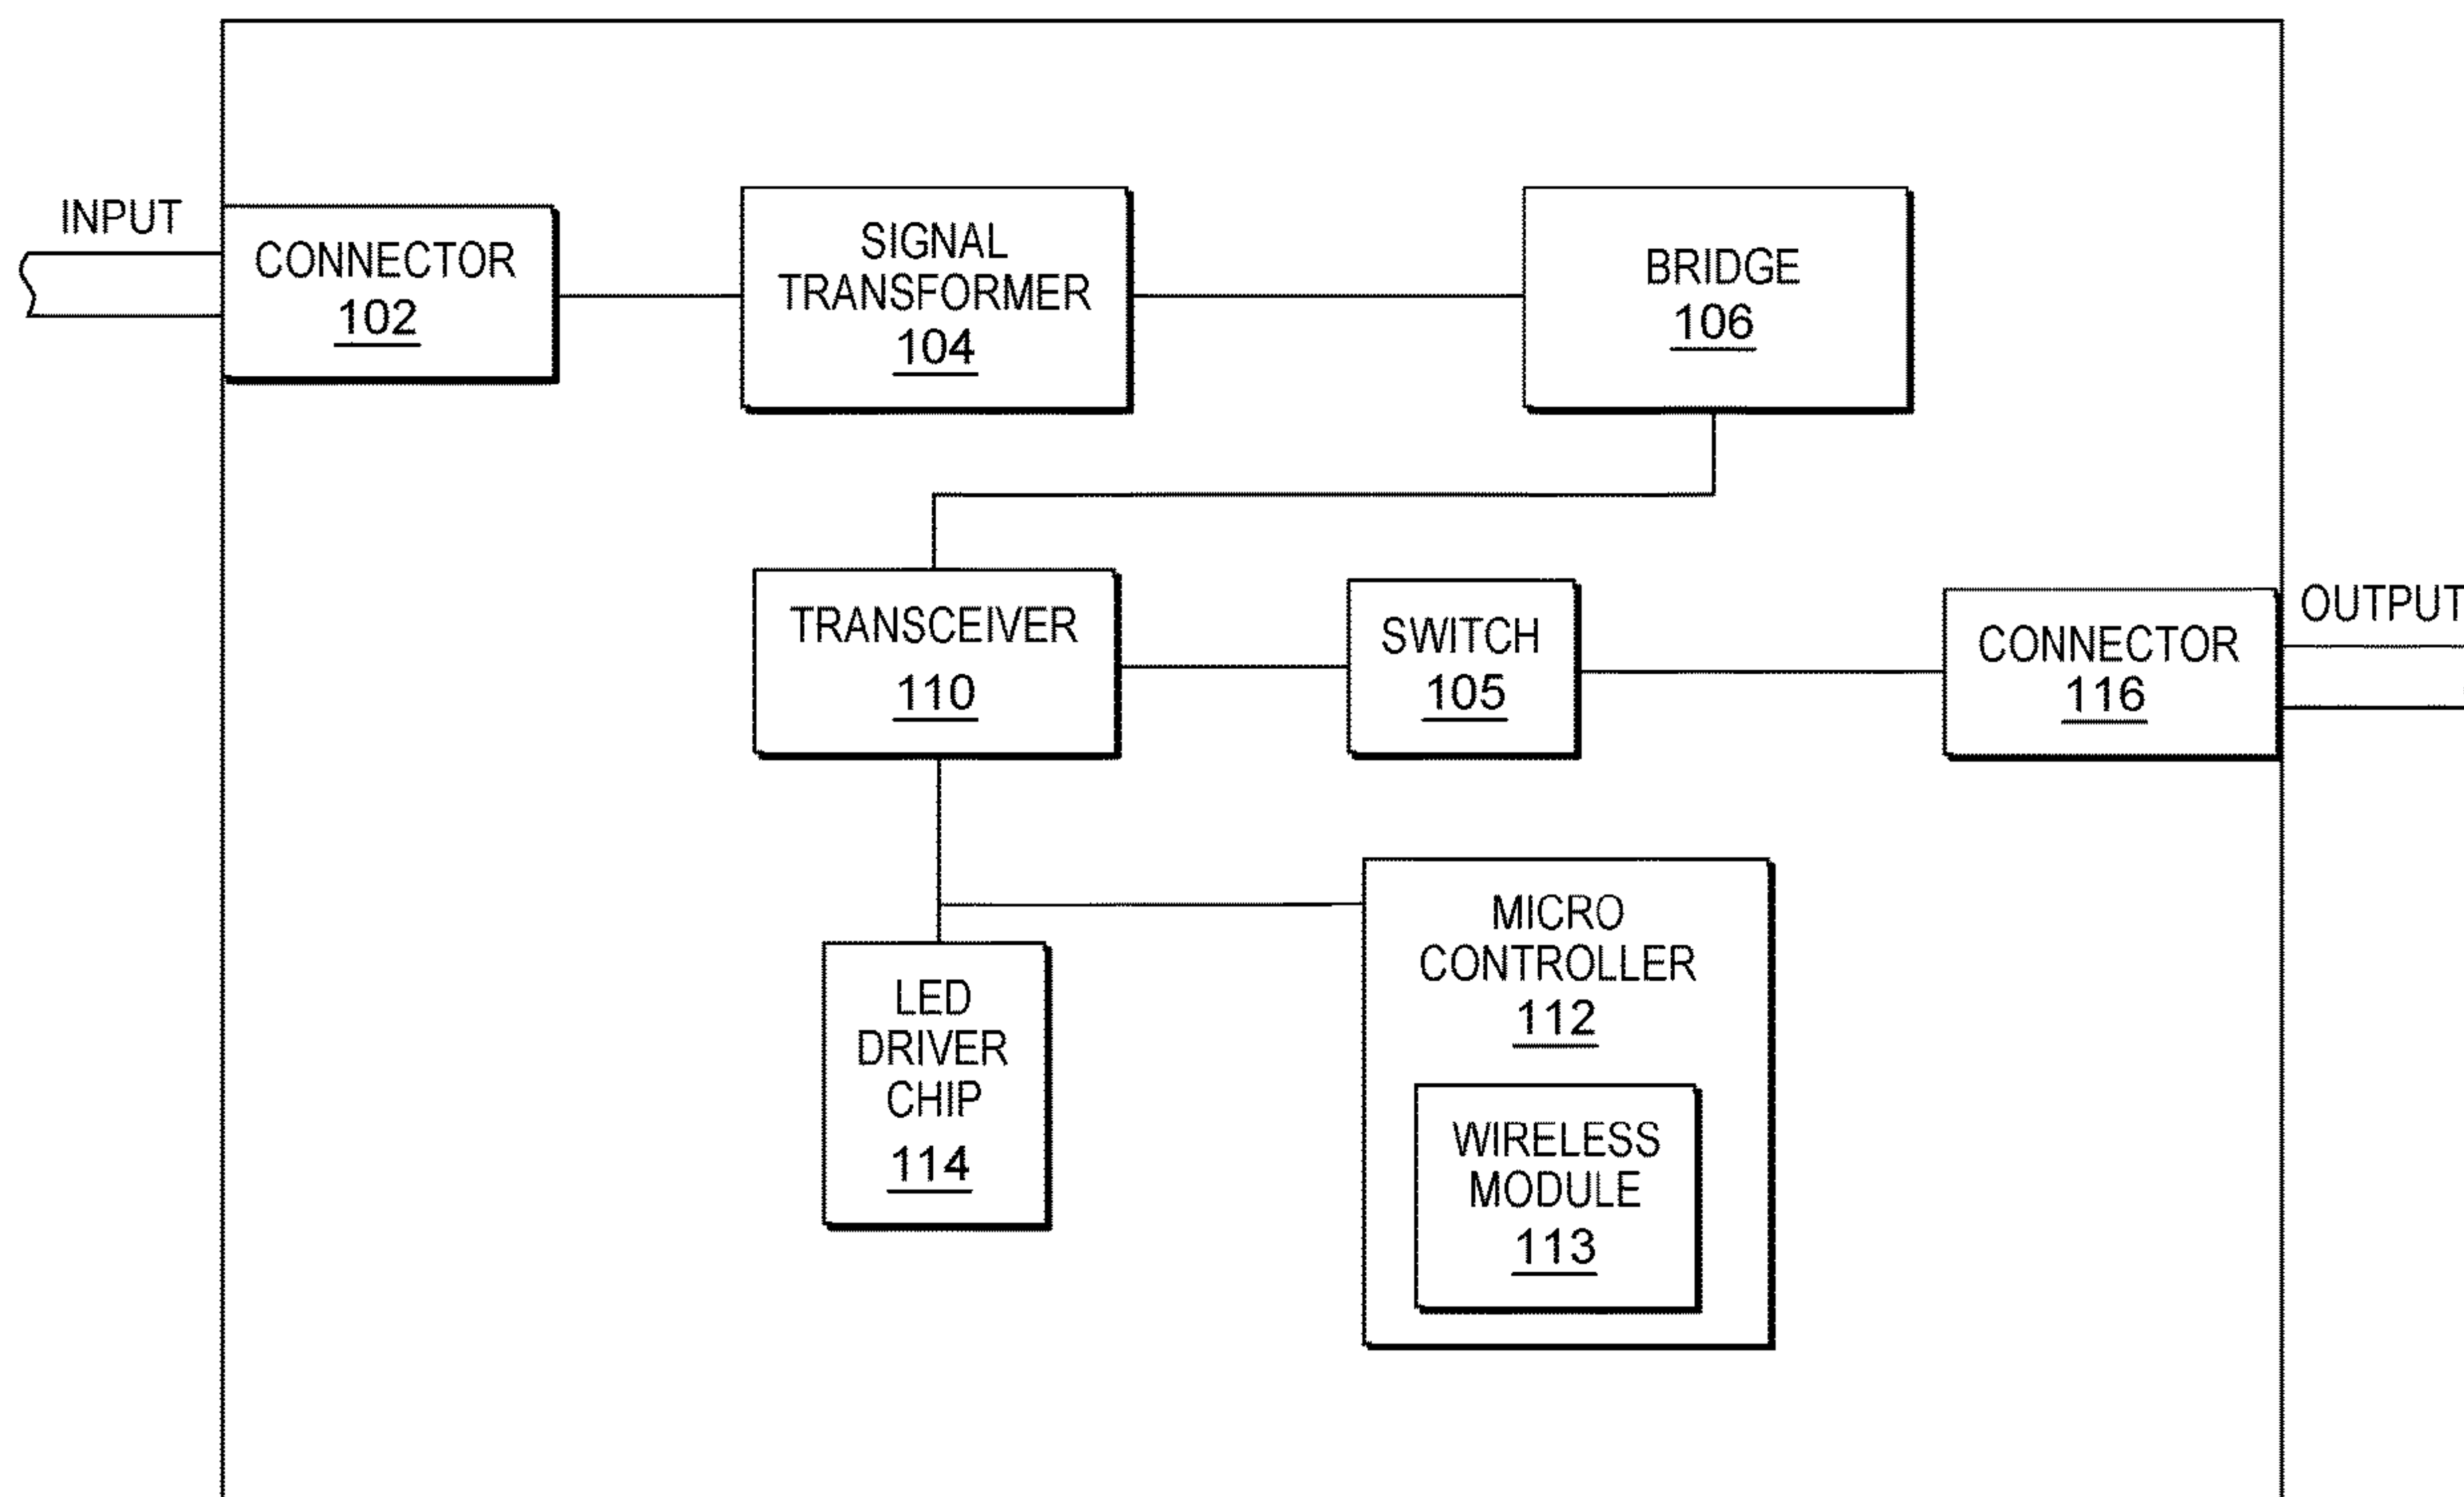 INPUT
CONNECTOR
102
SIGNAL
TRANSFORMER
104
BRIDGE
106
TRANSCEIVER
110
SWITCH
105
CONNECTOR
116
OUTPUT
LED
DRIVER
CHIP
114
MICRO
CONTROLLER
112
WIRELESS
MODULE
113